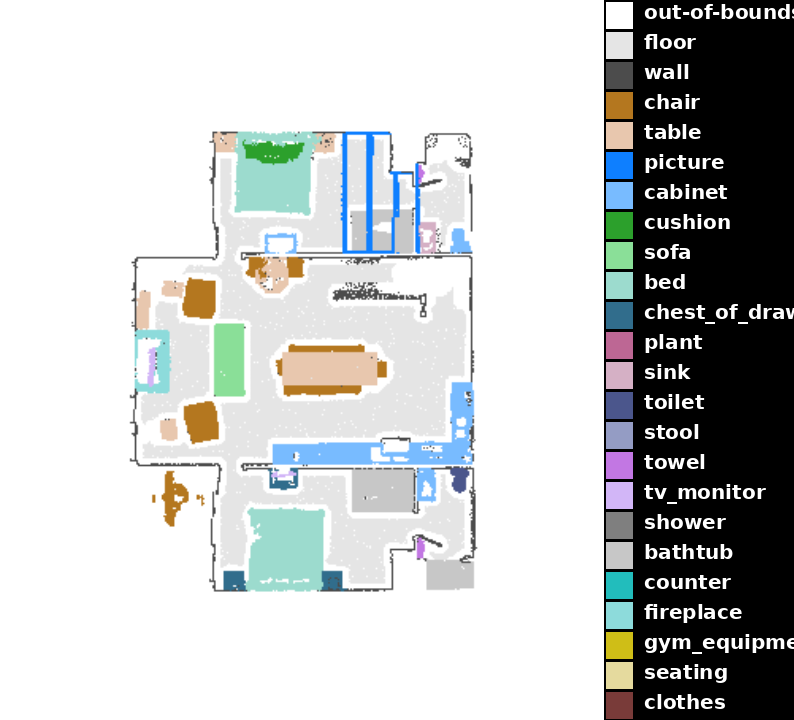 out-of-bounds
floor
wall
chair
table
picture
cabinet
cushion
sofa
bed
chest_of_draw
plant
sink
toilet
stool
towel
tv_monitor
shower
bathtub
counter
fireplace
gym_equipme
seating
clothes